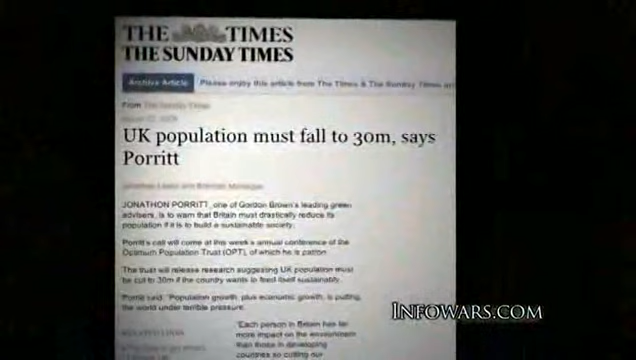 THE TIMES
THE SUNDAY TIMES
Archive Article Please enjoy this article from The Times & The Sunday Times
From The Sunday Times
UK population must fall to 30m, says
Porritt
JONATHON PORRITT, one of Gordon Brown's leading green
advisers, is to warn that Britain must drastically reduce its
population if it is to build a sustainable society.
Porritt's call will come at this week's annual conference of the
Optimum Population Trust (OPT), of which he is patron.
The trust will release research suggesting UK population must
be cut to 30m if the country wants to feed itself sustainably.
Porritt said: "Population growth, plus economic growth, is putting
the world under terrible pressure.
INFOWARS.COM
RELATED LINKS
"Each person in Britain has far
more impact on the environment
than those in developing
countries so cutting our